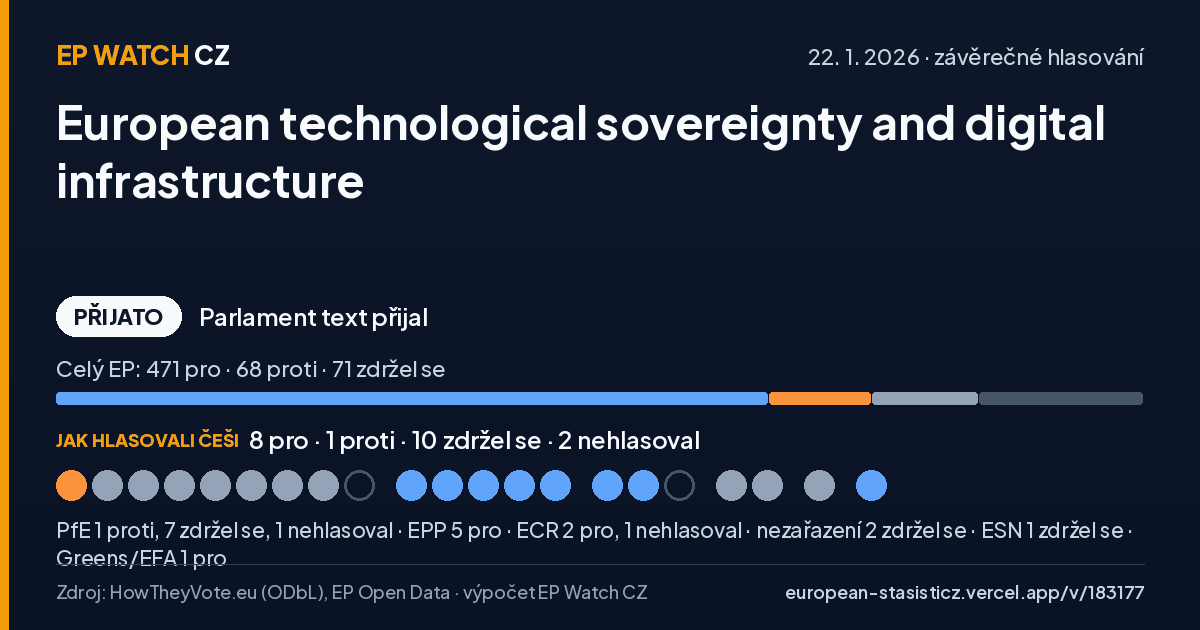 EP WATCH CZ
22. 1. 2026 · závěrečné hlasování
European technological sovereignty and digital
infrastructure
PŘIJATO Parlament text přijal
Celý EP: 471 pro · 68 proti · 71 zdržel se
JAK HLASOVALI ČEŠI 8 pro · 1 proti · 10 zdržel se · 2 nehlasoval
PfE 1 proti, 7 zdržel se, 1 nehlasoval · EPP 5 pro · ECR 2 pro, 1 nehlasoval · nezařazení 2 zdržel se · ESN 1 zdržel se ·
Greens/EFA 1 pro
Zdroj: HowTheyVote.eu (ODbL), EP Open Data · výpočet EP Watch CZ
european-stasisticz.vercel.app/v/183177